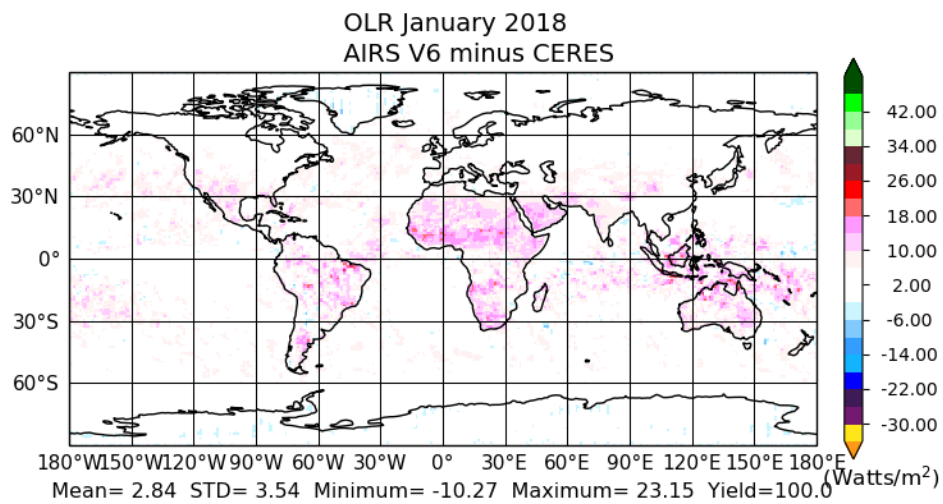 OLR January 2018
AIRS V6 minus CERES
60°N
30°N
0°
30°S
60°S
180°W 150°W 120°W 90°W 60°W 30°W 0° 30°E 60°E 90°E 120°E 150°E 180°E
42.00
34.00
26.00
18.00
10.00
2.00
-6.00
-14.00
-22.00
-30.00
(Watts/m²)
Mean= 2.84 STD= 3.54 Minimum= -10.27 Maximum= 23.15 Yield=100.0